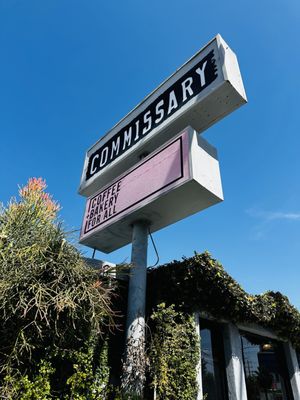 COMMISSARY
COFFEE
+BAKERY
FOR ALL